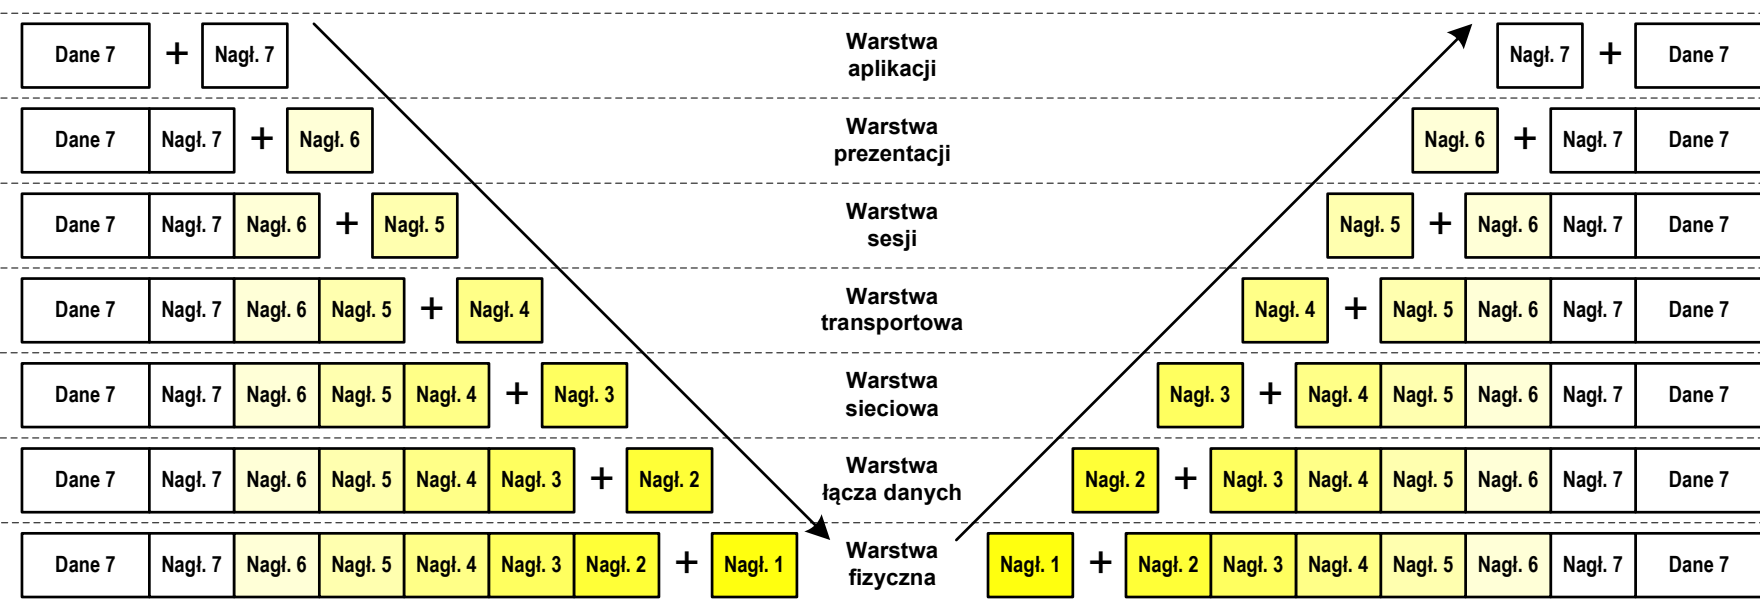 Dane 7 + Nagł. 7 Warstwa aplikacji Nagł. 7 + Dane 7
Dane 7 Nagł. 7 + Nagł. 6 Warstwa prezentacji Nagł. 6 + Nagł. 7 Dane 7
Dane 7 Nagł. 7 Nagł. 6 + Nagł. 5 Warstwa sesji Nagł. 5 + Nagł. 6 Nagł. 7 Dane 7
Dane 7 Nagł. 7 Nagł. 6 Nagł. 5 + Nagł. 4 Warstwa transportowa Nagł. 4 + Nagł. 5 Nagł. 6 Nagł. 7 Dane 7
Dane 7 Nagł. 7 Nagł. 6 Nagł. 5 Nagł. 4 + Nagł. 3 Warstwa sieciowa Nagł. 3 + Nagł. 4 Nagł. 5 Nagł. 6 Nagł. 7 Dane 7
Dane 7 Nagł. 7 Nagł. 6 Nagł. 5 Nagł. 4 Nagł. 3 + Nagł. 2 Warstwa łącza danych Nagł. 2 + Nagł. 3 Nagł. 4 Nagł. 5 Nagł. 6 Nagł. 7 Dane 7
Dane 7 Nagł. 7 Nagł. 6 Nagł. 5 Nagł. 4 Nagł. 3 Nagł. 2 + Nagł. 1 Warstwa fizyczna Nagł. 1 + Nagł. 2 Nagł. 3 Nagł. 4 Nagł. 5 Nagł. 6 Nagł. 7 Dane 7